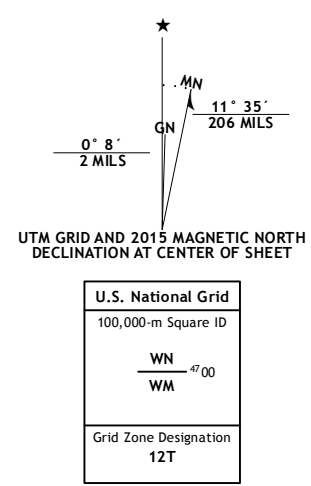 ★
MN
11° 35´
206 MILS
GN
0° 8´
2 MILS
UTM GRID AND 2015 MAGNETIC NORTH
DECLINATION AT CENTER OF SHEET
U.S. National Grid
100,000-m Square ID
WN
4700
WM
Grid Zone Designation
12T